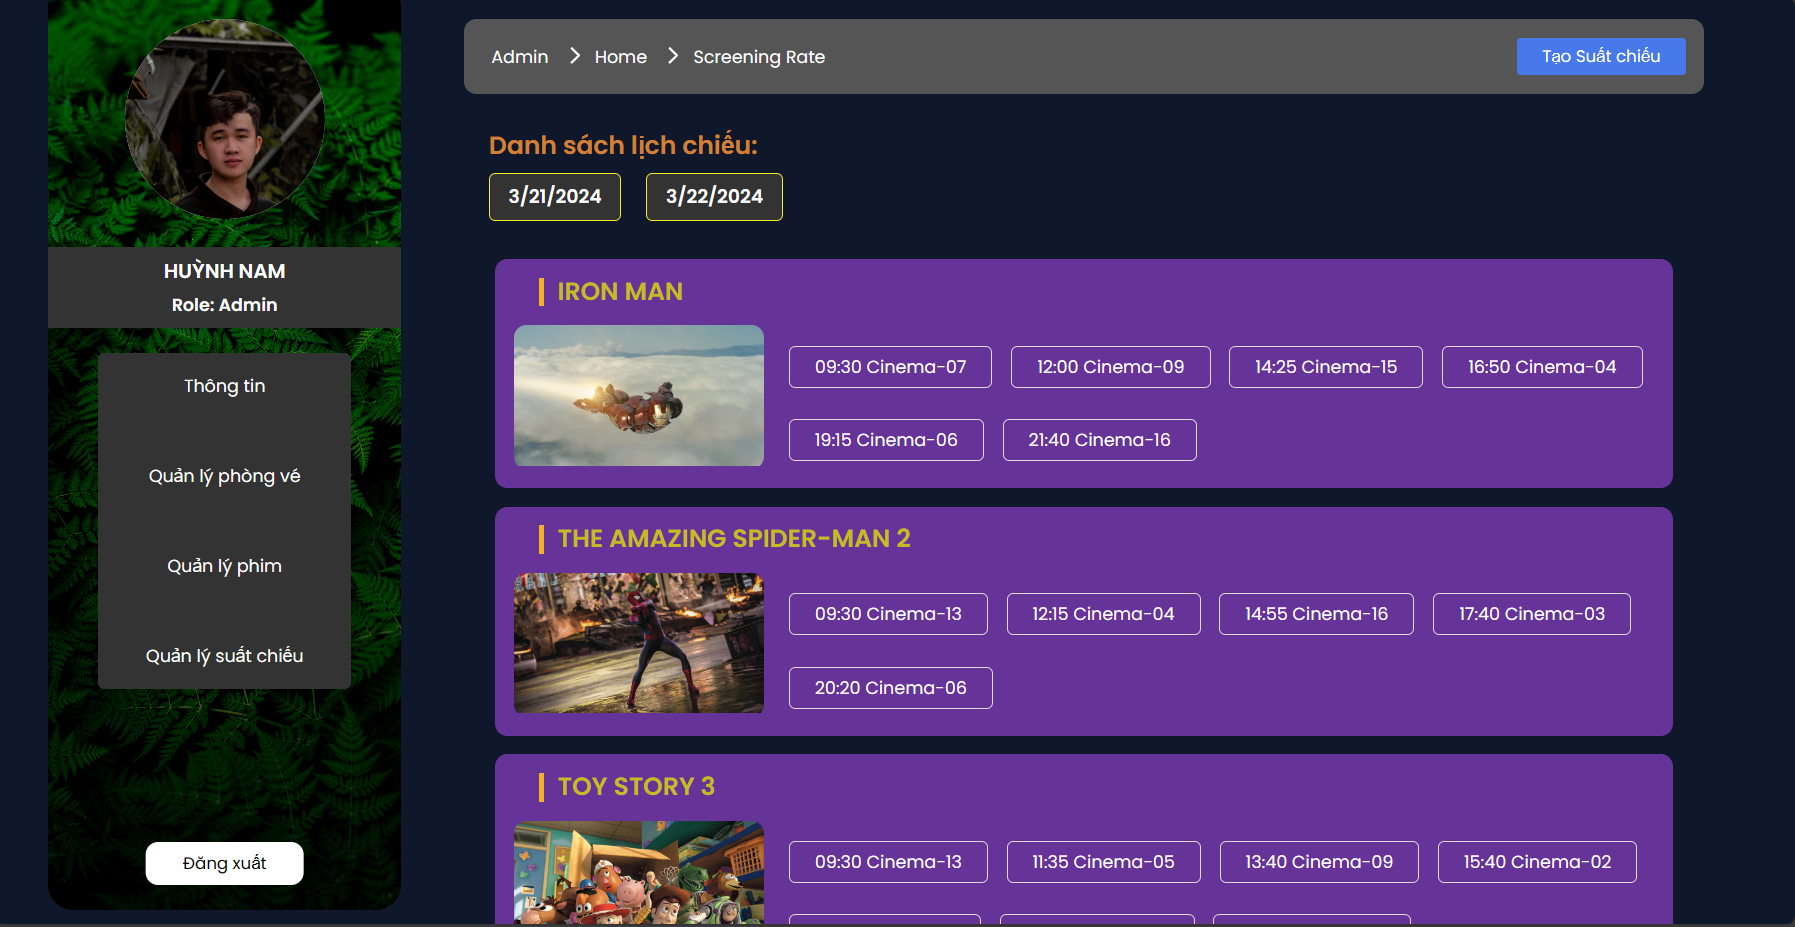 HUỲNH NAM
Role: Admin
Thông tin
Quản lý phòng vé
Quản lý phim
Quản lý suất chiếu
Đăng xuất
Admin Home Screening Rate
Tạo Suất chiếu
Danh sách lịch chiếu:
3/21/2024 3/22/2024
IRON MAN
09:30 Cinema-07 12:00 Cinema-09 14:25 Cinema-15 16:50 Cinema-04
19:15 Cinema-06 21:40 Cinema-16
THE AMAZING SPIDER-MAN 2
09:30 Cinema-13 12:15 Cinema-04 14:55 Cinema-16 17:40 Cinema-03
20:20 Cinema-06
TOY STORY 3
09:30 Cinema-13 11:35 Cinema-05 13:40 Cinema-09 15:40 Cinema-02